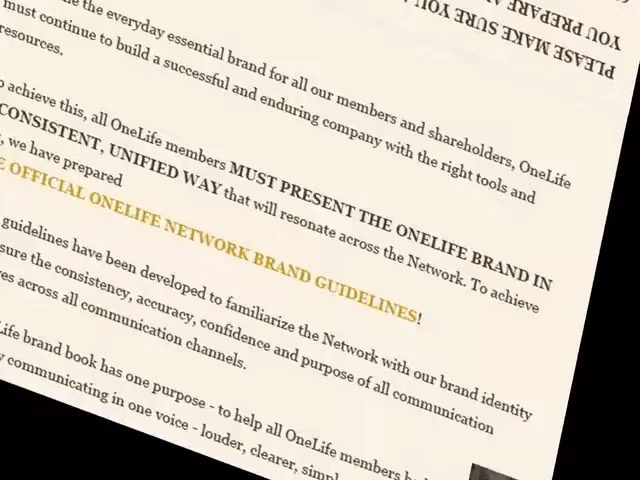 PLEASE MAKE SURE YOU
YOU PREPARE
the everyday essential brand for all our members and shareholders, OneLife
must continue to build a successful and enduring company with the right tools and
resources.
achieve this, all OneLife members MUST PRESENT THE ONELIFE BRAND IN
CONSISTENT, UNIFIED WAY that will resonate across the Network. To achieve
, we have prepared
OFFICIAL ONELIFE NETWORK BRAND GUIDELINES!
guidelines have been developed to familiarize the Network with our brand identity
the consistency, accuracy, confidence and purpose of all communication
across all communication channels.
brand book has one purpose - to help all OneLife members
communicating in one voice - louder, clearer,